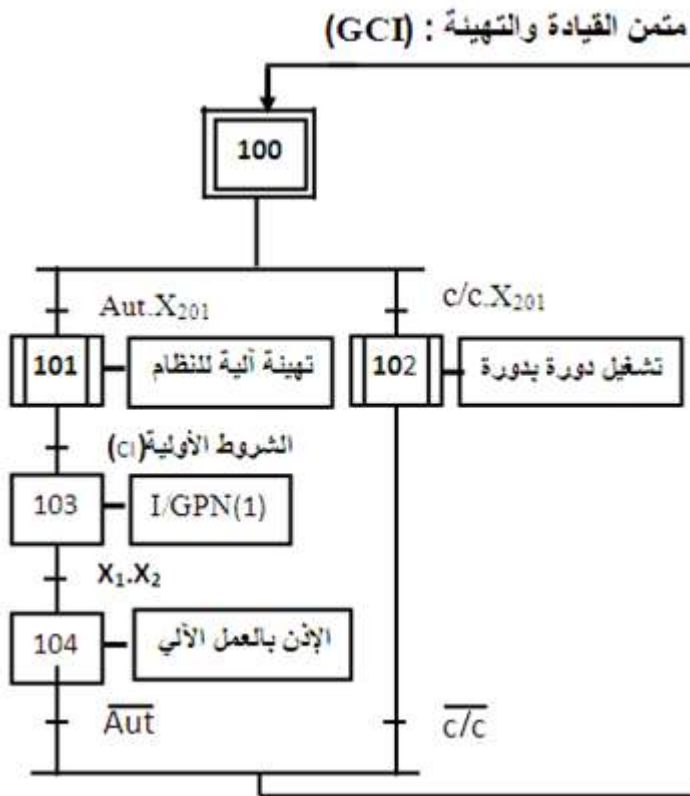 متمن القيادة والتهيئة : (GCI)
100
Aut.X₂₀₁
c/c.X₂₀₁
101
تهيئة آلية للنظام
102
تشغيل دورة بدورة
الشروط الأولية(CI)
103
I/GPN(1)
X₁.X₂
104
الإذن بالعمل الآلي
A̅u̅t̅
c̅/̅c̅